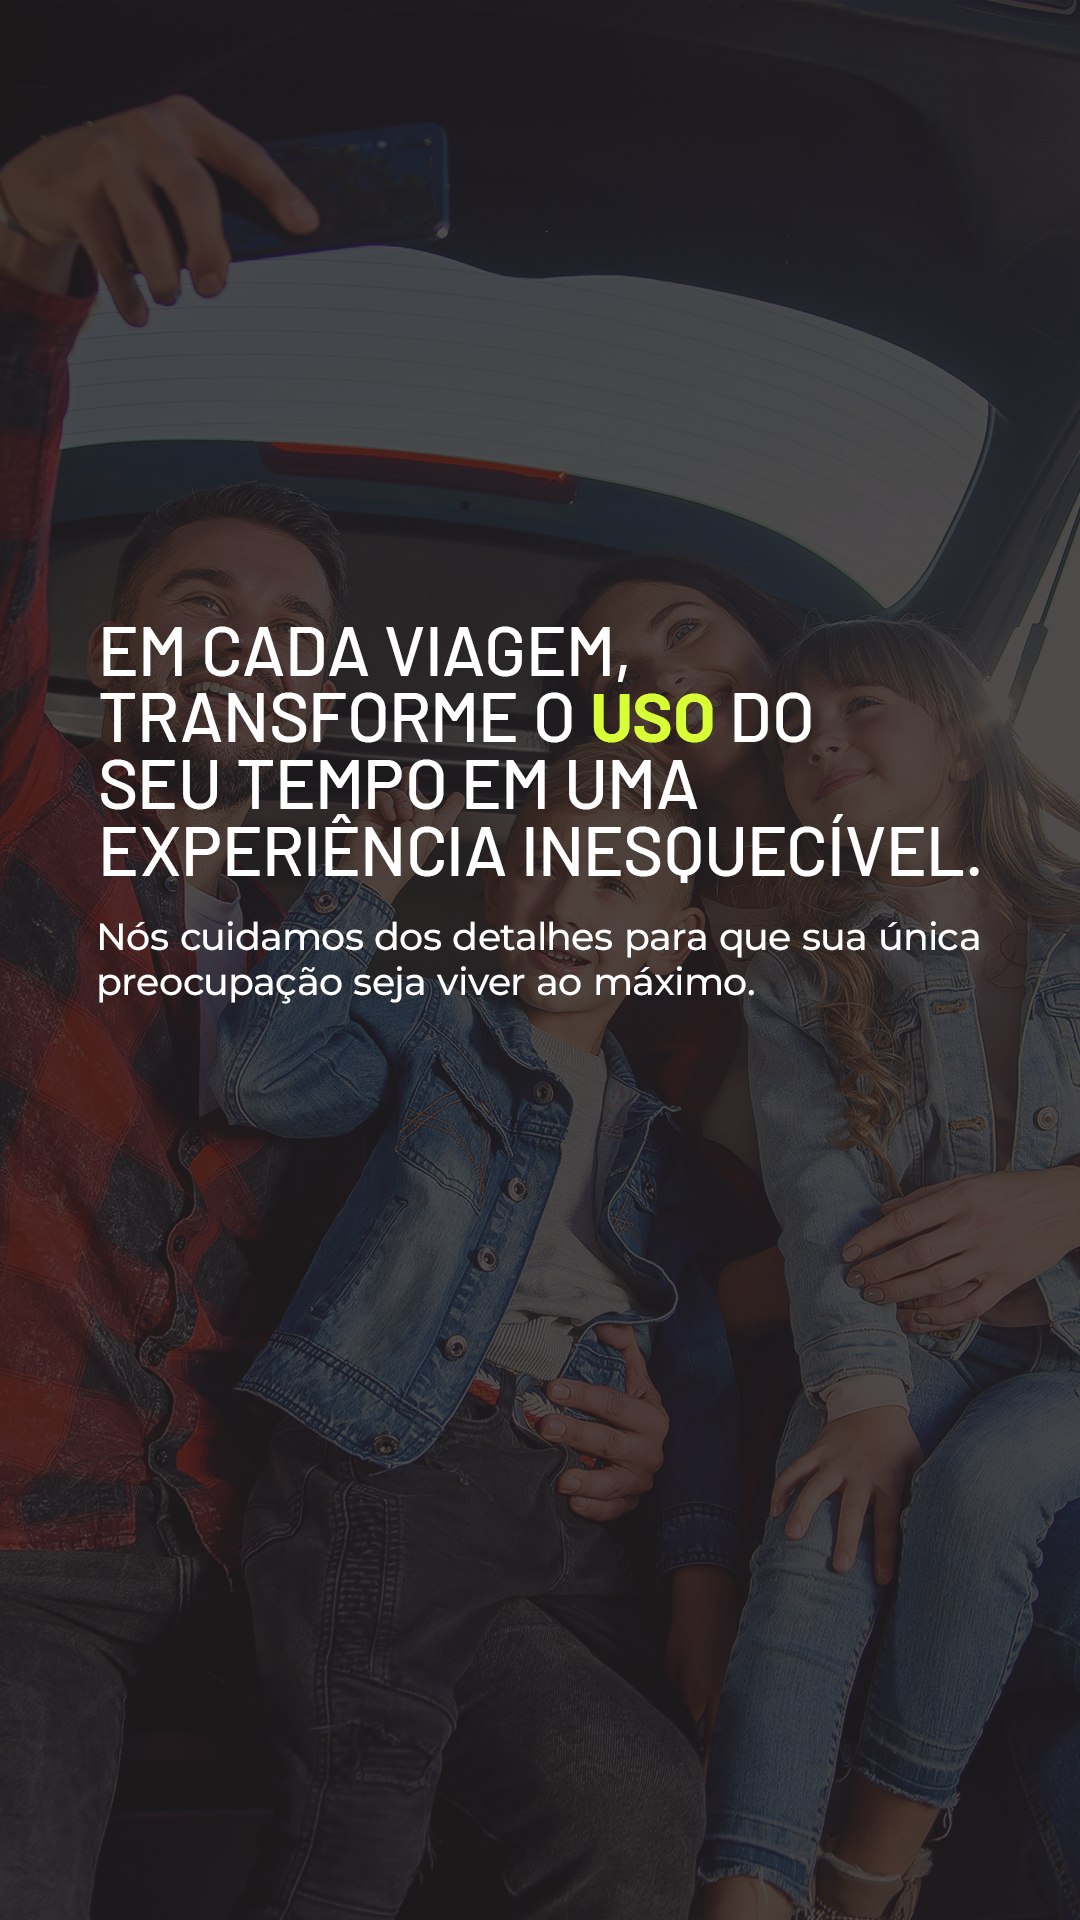 EM CADA VIAGEM,
TRANSFORME O USO DO
SEU TEMPO EM UMA
EXPERIÊNCIA INESQUECÍVEL.
Nós cuidamos dos detalhes para que sua única
preocupação seja viver ao máximo.